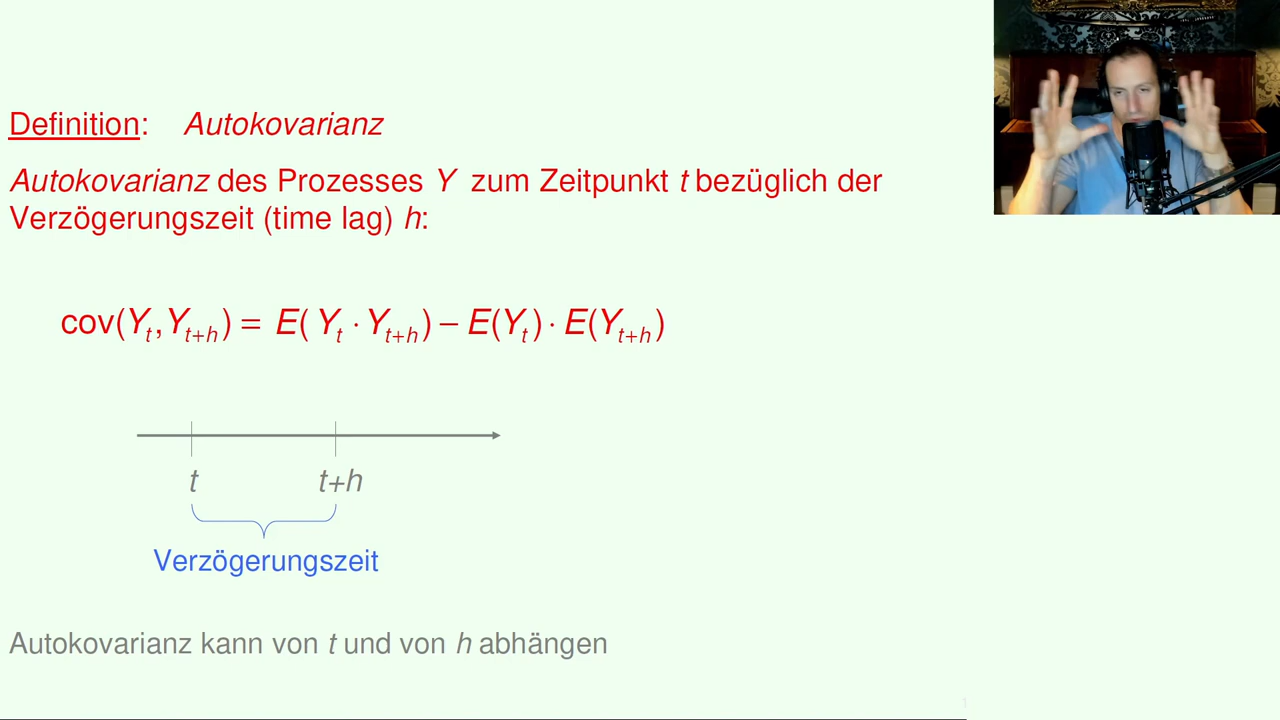 Definition: Autokovarianz
Autokovarianz des Prozesses Y zum Zeitpunkt t bezüglich der
Verzögerungszeit (time lag) h:
cov(Y_t,Y_{t+h}) = E( Y_t · Y_{t+h}) – E(Y_t) · E(Y_{t+h})
t t+h
Verzögerungszeit
Autokovarianz kann von t und von h abhängen